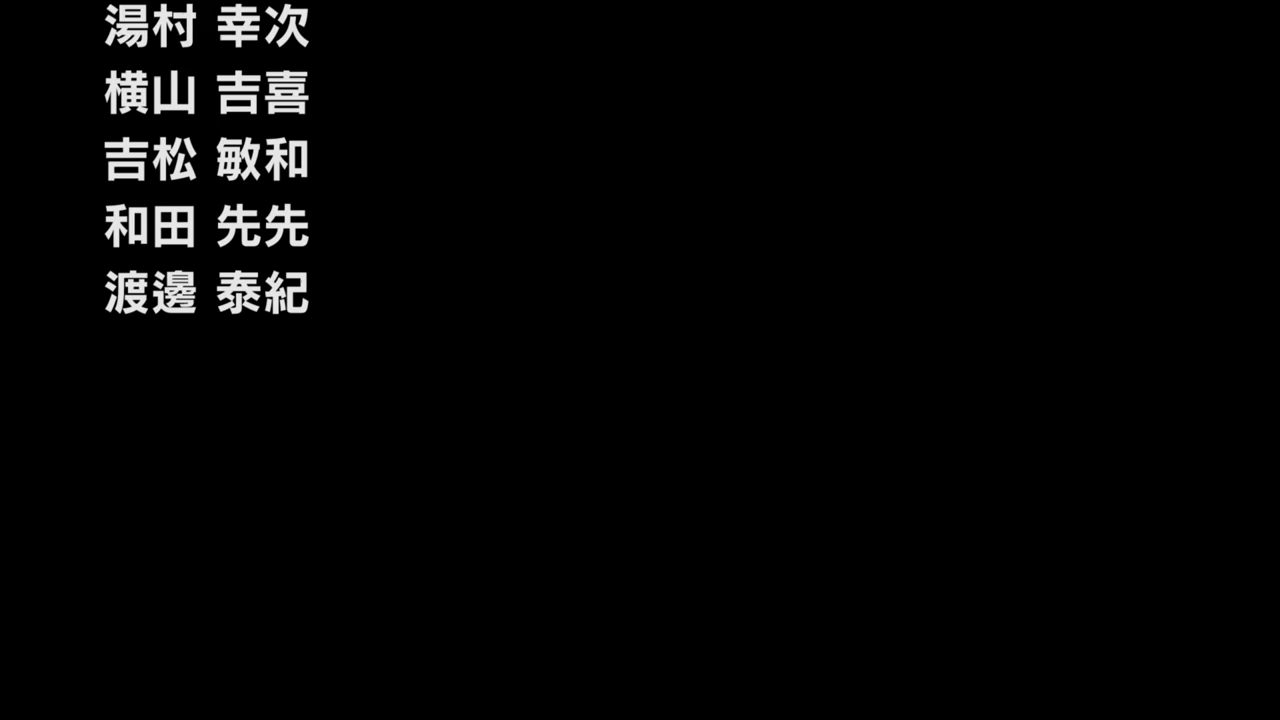 湯村 幸次
横山 吉喜
吉松 敏和
和田 先先
渡邊 泰紀